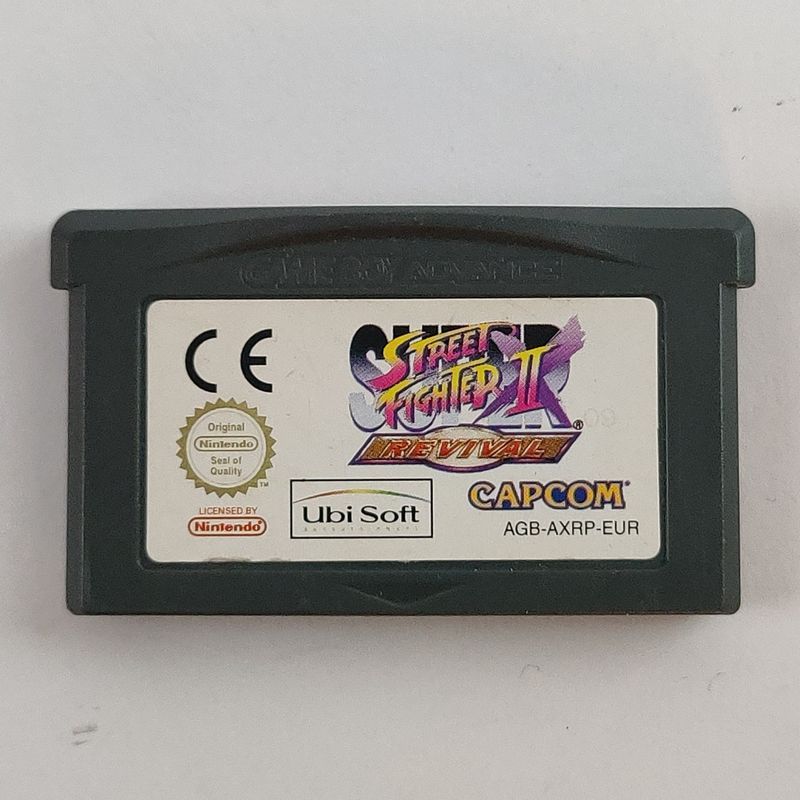 GAME BOY ADVANCE
CE
SUPER
STREET
FIGHTER II X
®
REVIVAL
Original
Nintendo
Seal of
Quality
TM
LICENSED BY
Nintendo
Ubi Soft
ENTERTAINMENT
CAPCOM
AGB-AXRP-EUR